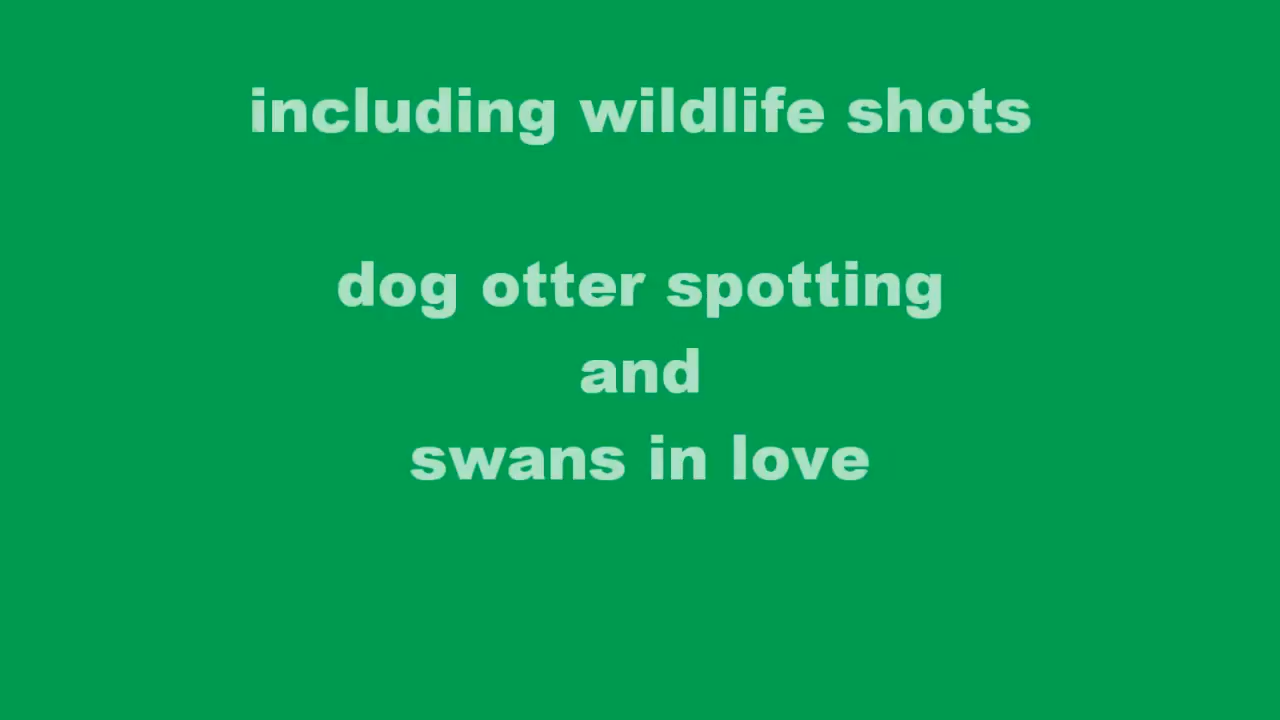 including wildlife shots
dog otter spotting
and
swans in love